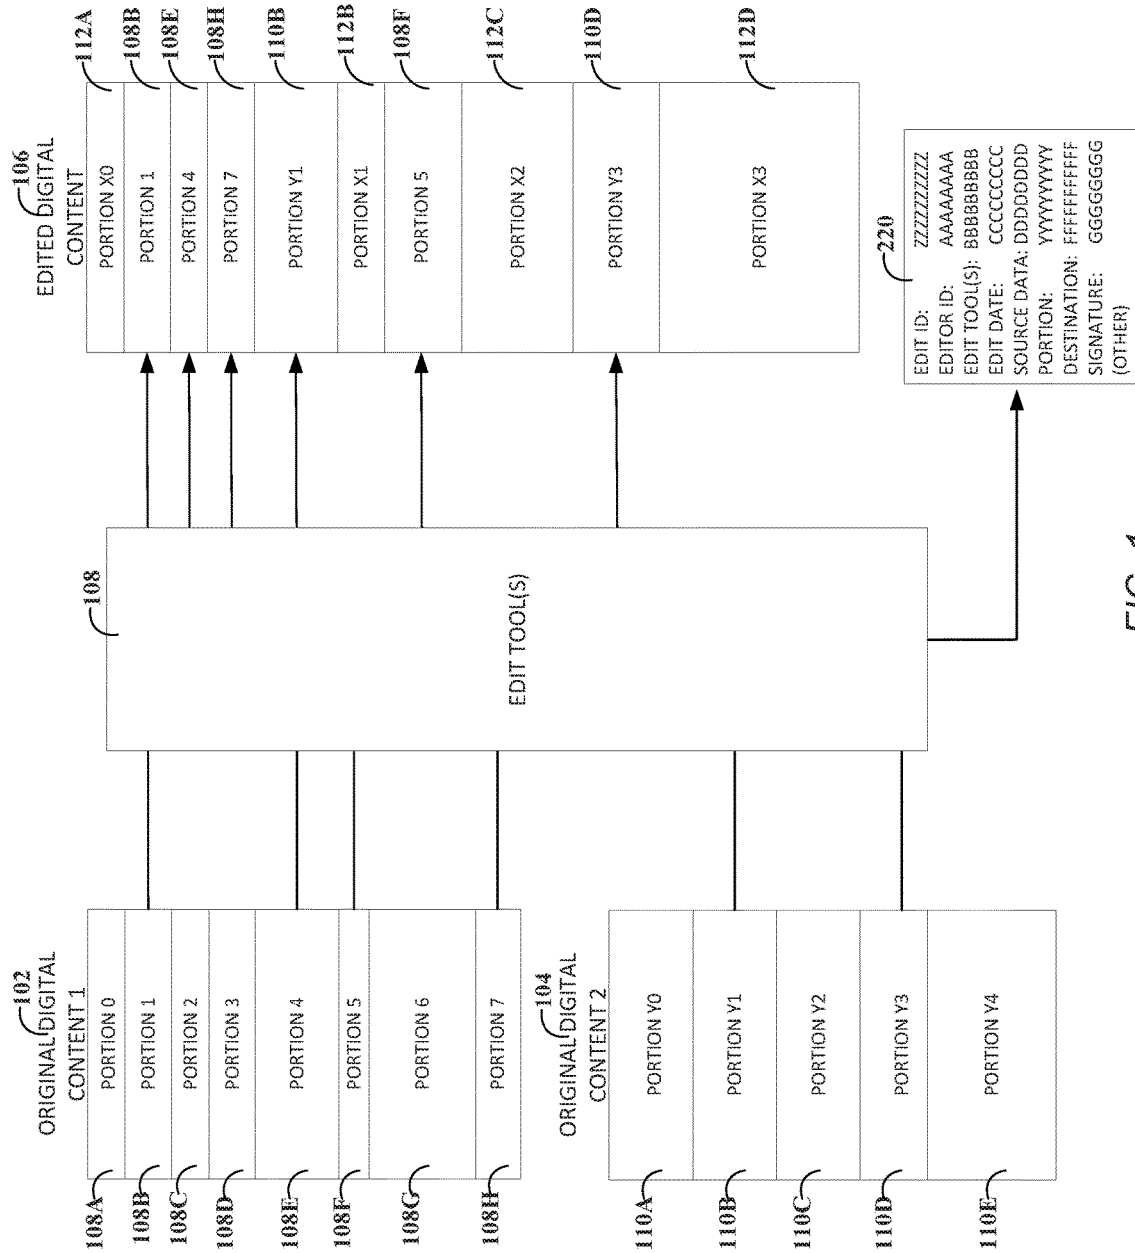 102
ORIGINAL DIGITAL
CONTENT 1
108A
PORTION 0
108B
PORTION 1
108C
PORTION 2
108D
PORTION 3
108E
PORTION 4
108F
PORTION 5
108G
PORTION 6
108H
PORTION 7
104
ORIGINAL DIGITAL
CONTENT 2
110A
PORTION Y0
110B
PORTION Y1
110C
PORTION Y2
110D
PORTION Y3
110E
PORTION Y4
108
EDIT TOOL(S)
106
EDITED DIGITAL
CONTENT
PORTION X0
112A
PORTION 1
108B
PORTION 4
108E
PORTION 7
108H
PORTION Y1
110B
PORTION X1
112B
PORTION 5
108F
PORTION X2
112C
PORTION Y3
110D
PORTION X3
112D
220
EDIT ID: ZZZZZZZZZZ
EDITOR ID: AAAAAAAA
EDIT TOOL(S): BBBBBBBBB
EDIT DATE: CCCCCCCCC
SOURCE DATA: DDDDDDDD
PORTION: YYYYYYYYY
DESTINATION: FFFFFFFFFF
SIGNATURE: GGGGGGGGG
(OTHER)